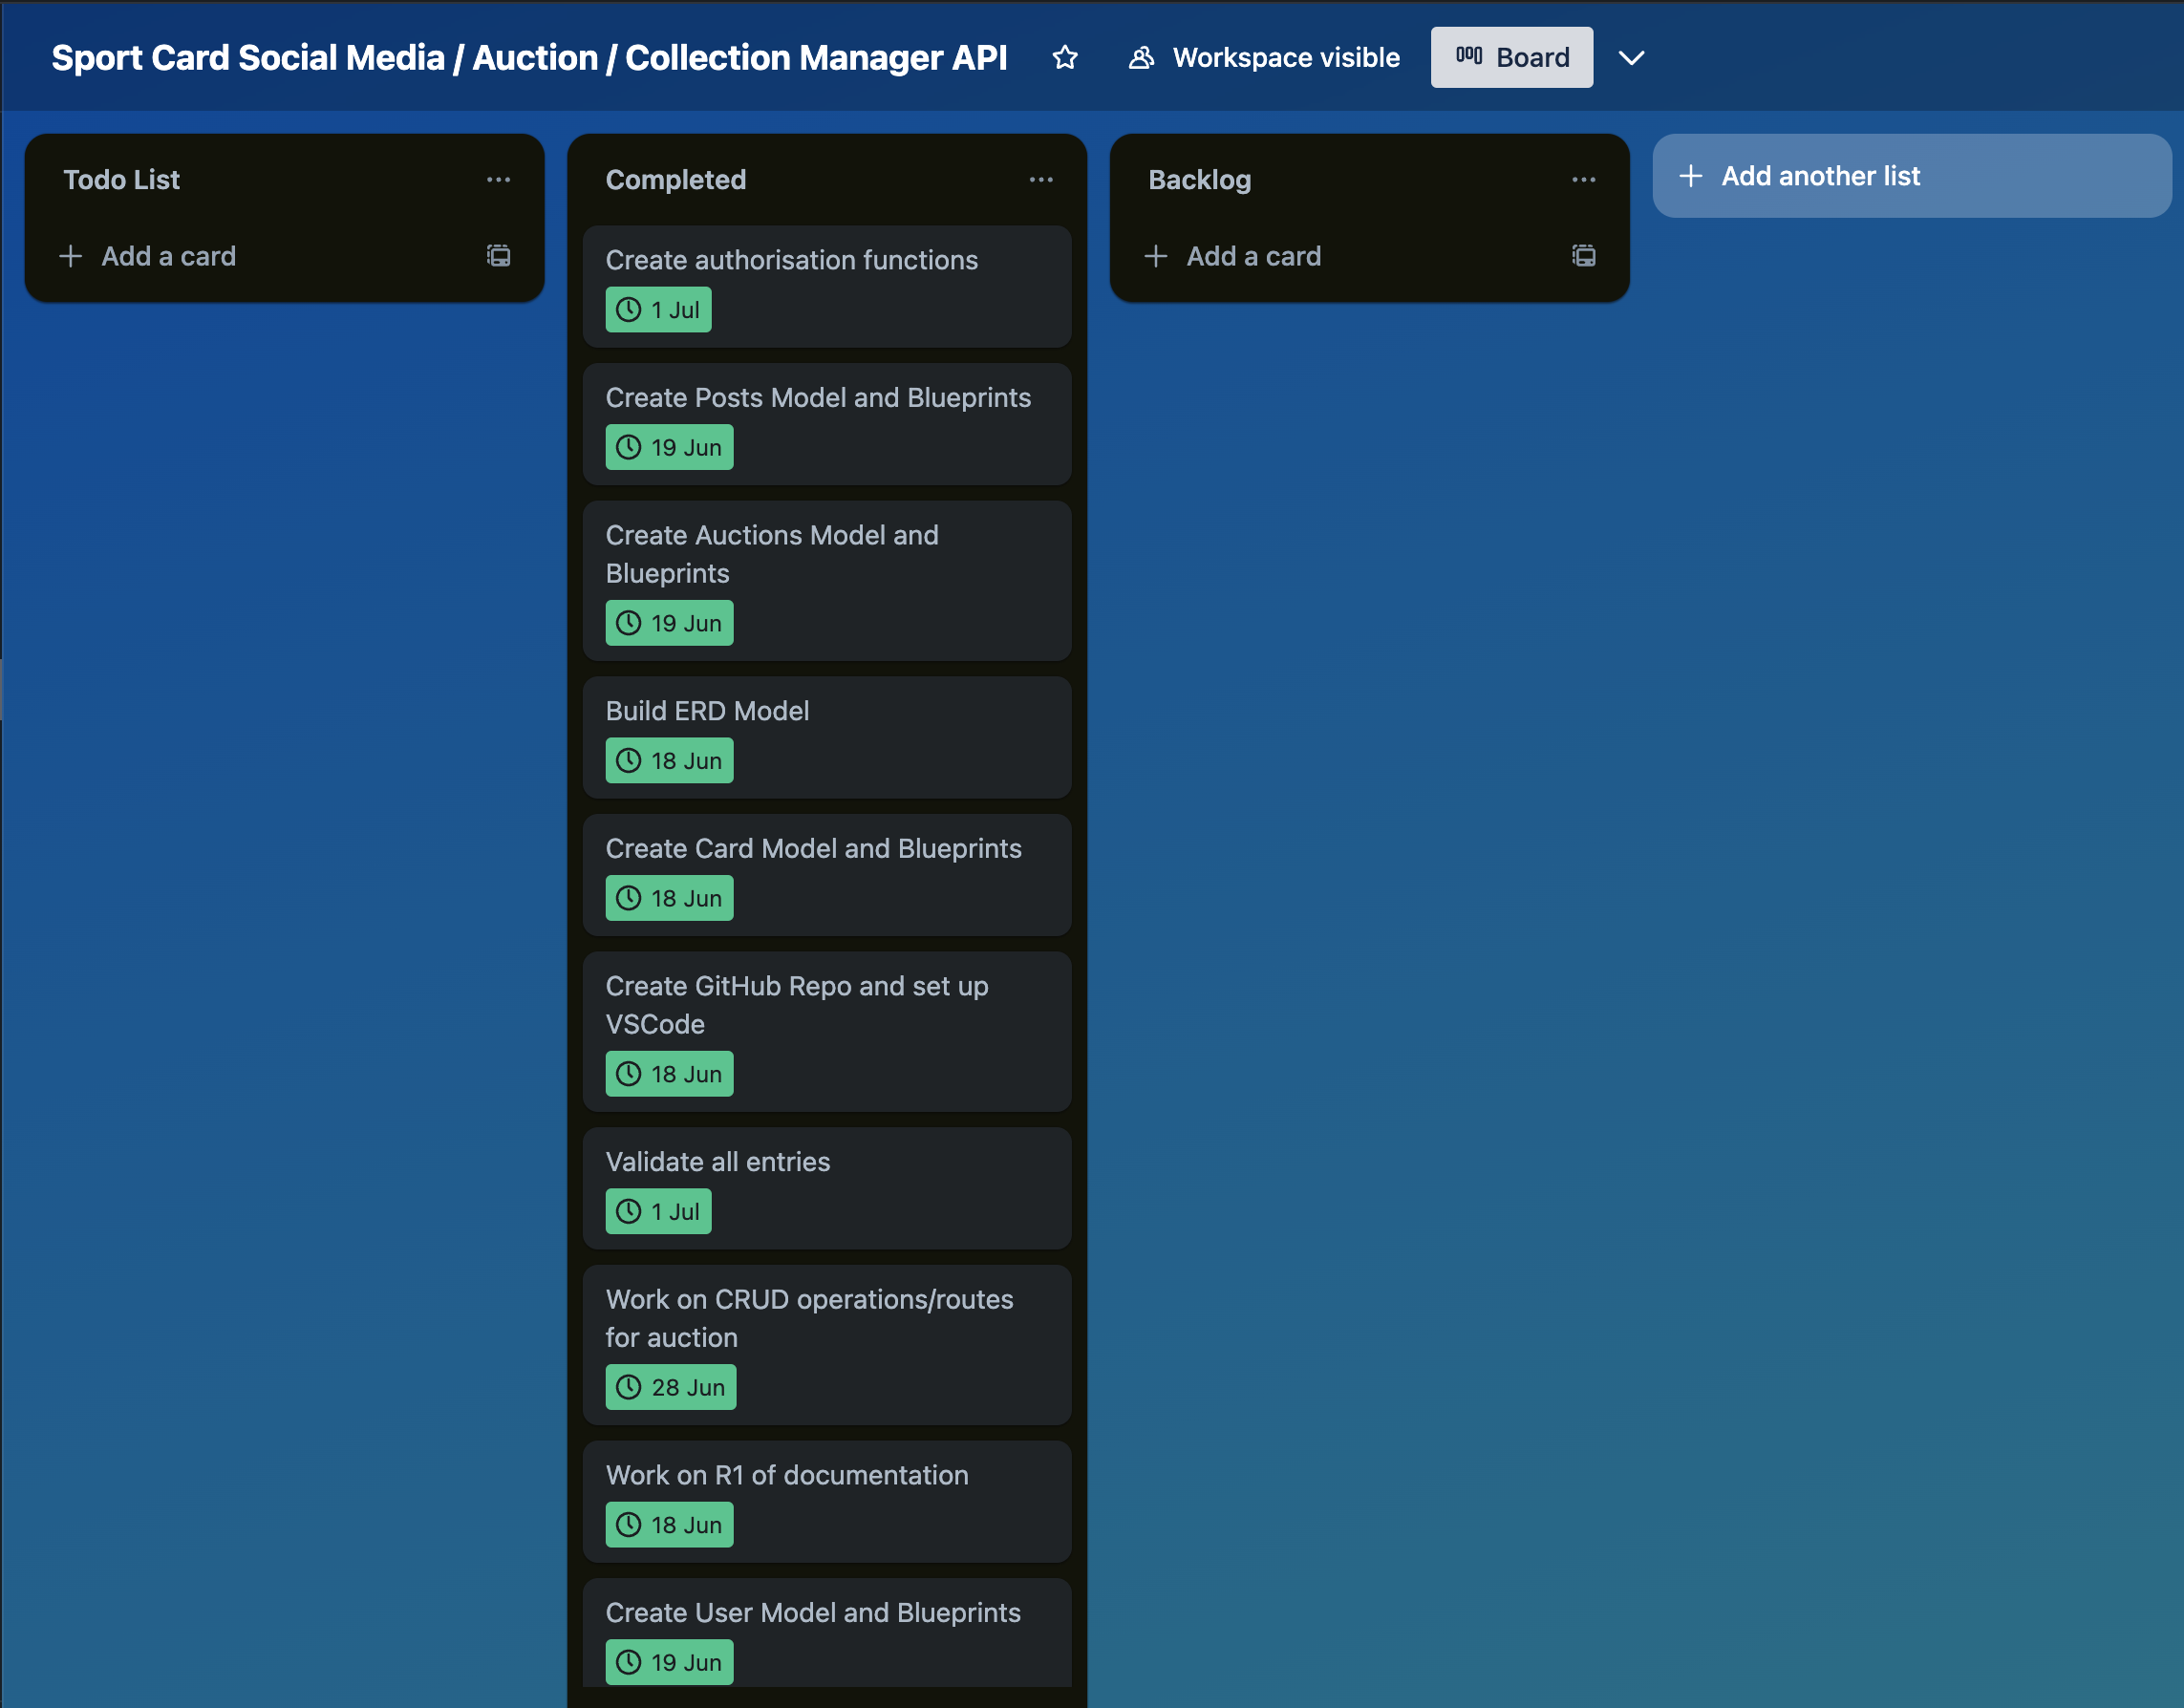 Sport Card Social Media / Auction / Collection Manager API
Workspace visible
Board
Todo List
Add a card
Completed
Create authorisation functions
1 Jul
Create Posts Model and Blueprints
19 Jun
Create Auctions Model and
Blueprints
19 Jun
Build ERD Model
18 Jun
Create Card Model and Blueprints
18 Jun
Create GitHub Repo and set up
VSCode
18 Jun
Validate all entries
1 Jul
Work on CRUD operations/routes
for auction
28 Jun
Work on R1 of documentation
18 Jun
Create User Model and Blueprints
19 Jun
Backlog
Add a card
Add another list